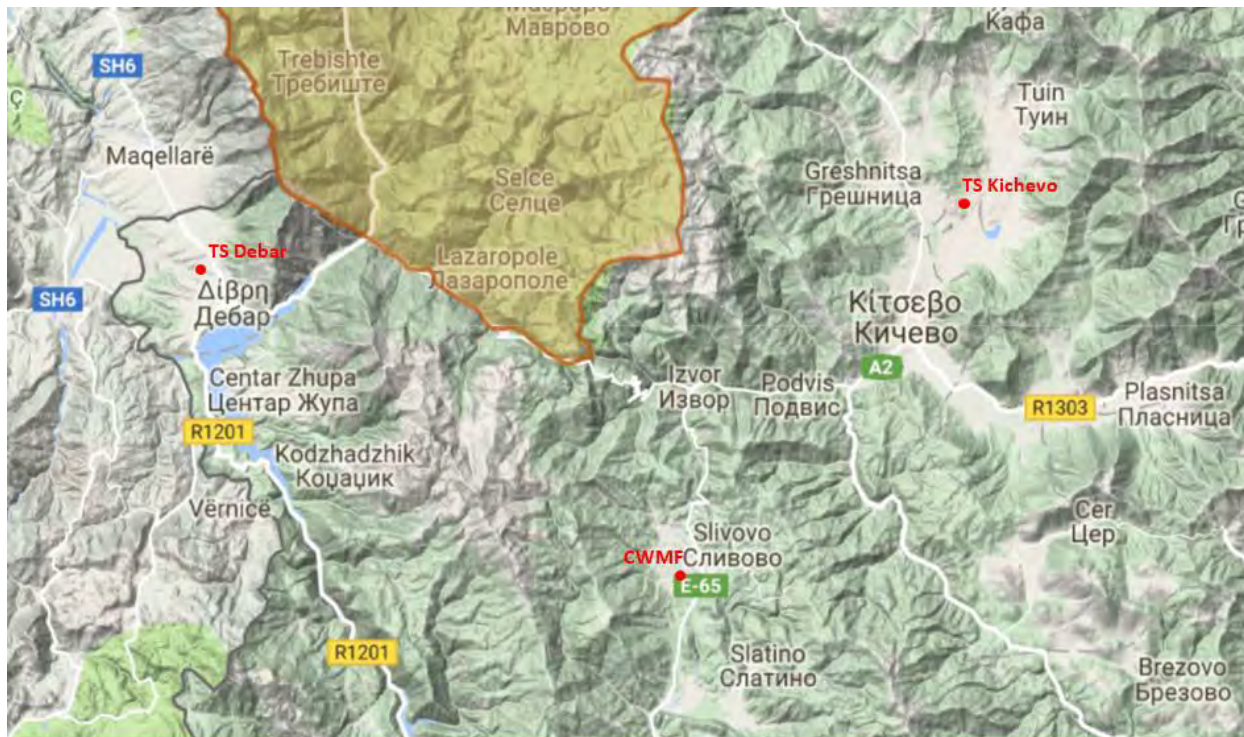 Маврово
Кафа
SH6
Trebishte
Требиште
Tuin
Туин
Ç
Maqellarë
Greshnitsa
Грешница
TS Kichevo
Selce
Селце
TS Debar
Lazaropole
Лазарополе
SH6
Δίβρη
Дебар
Κίτσεβο
Кичево
A2
Centar Zhupa
Центар Жупа
Izvor
Извор
Podvis
Подвис
Plasnitsa
Пласница
R1303
R1201
Kodzhadzhik
Коџаџик
Vërnicë
Cer
Цер
Slivovo
Сливово
CWMF
E-65
R1201
Slatino
Слатино
Brezovo
Брезово